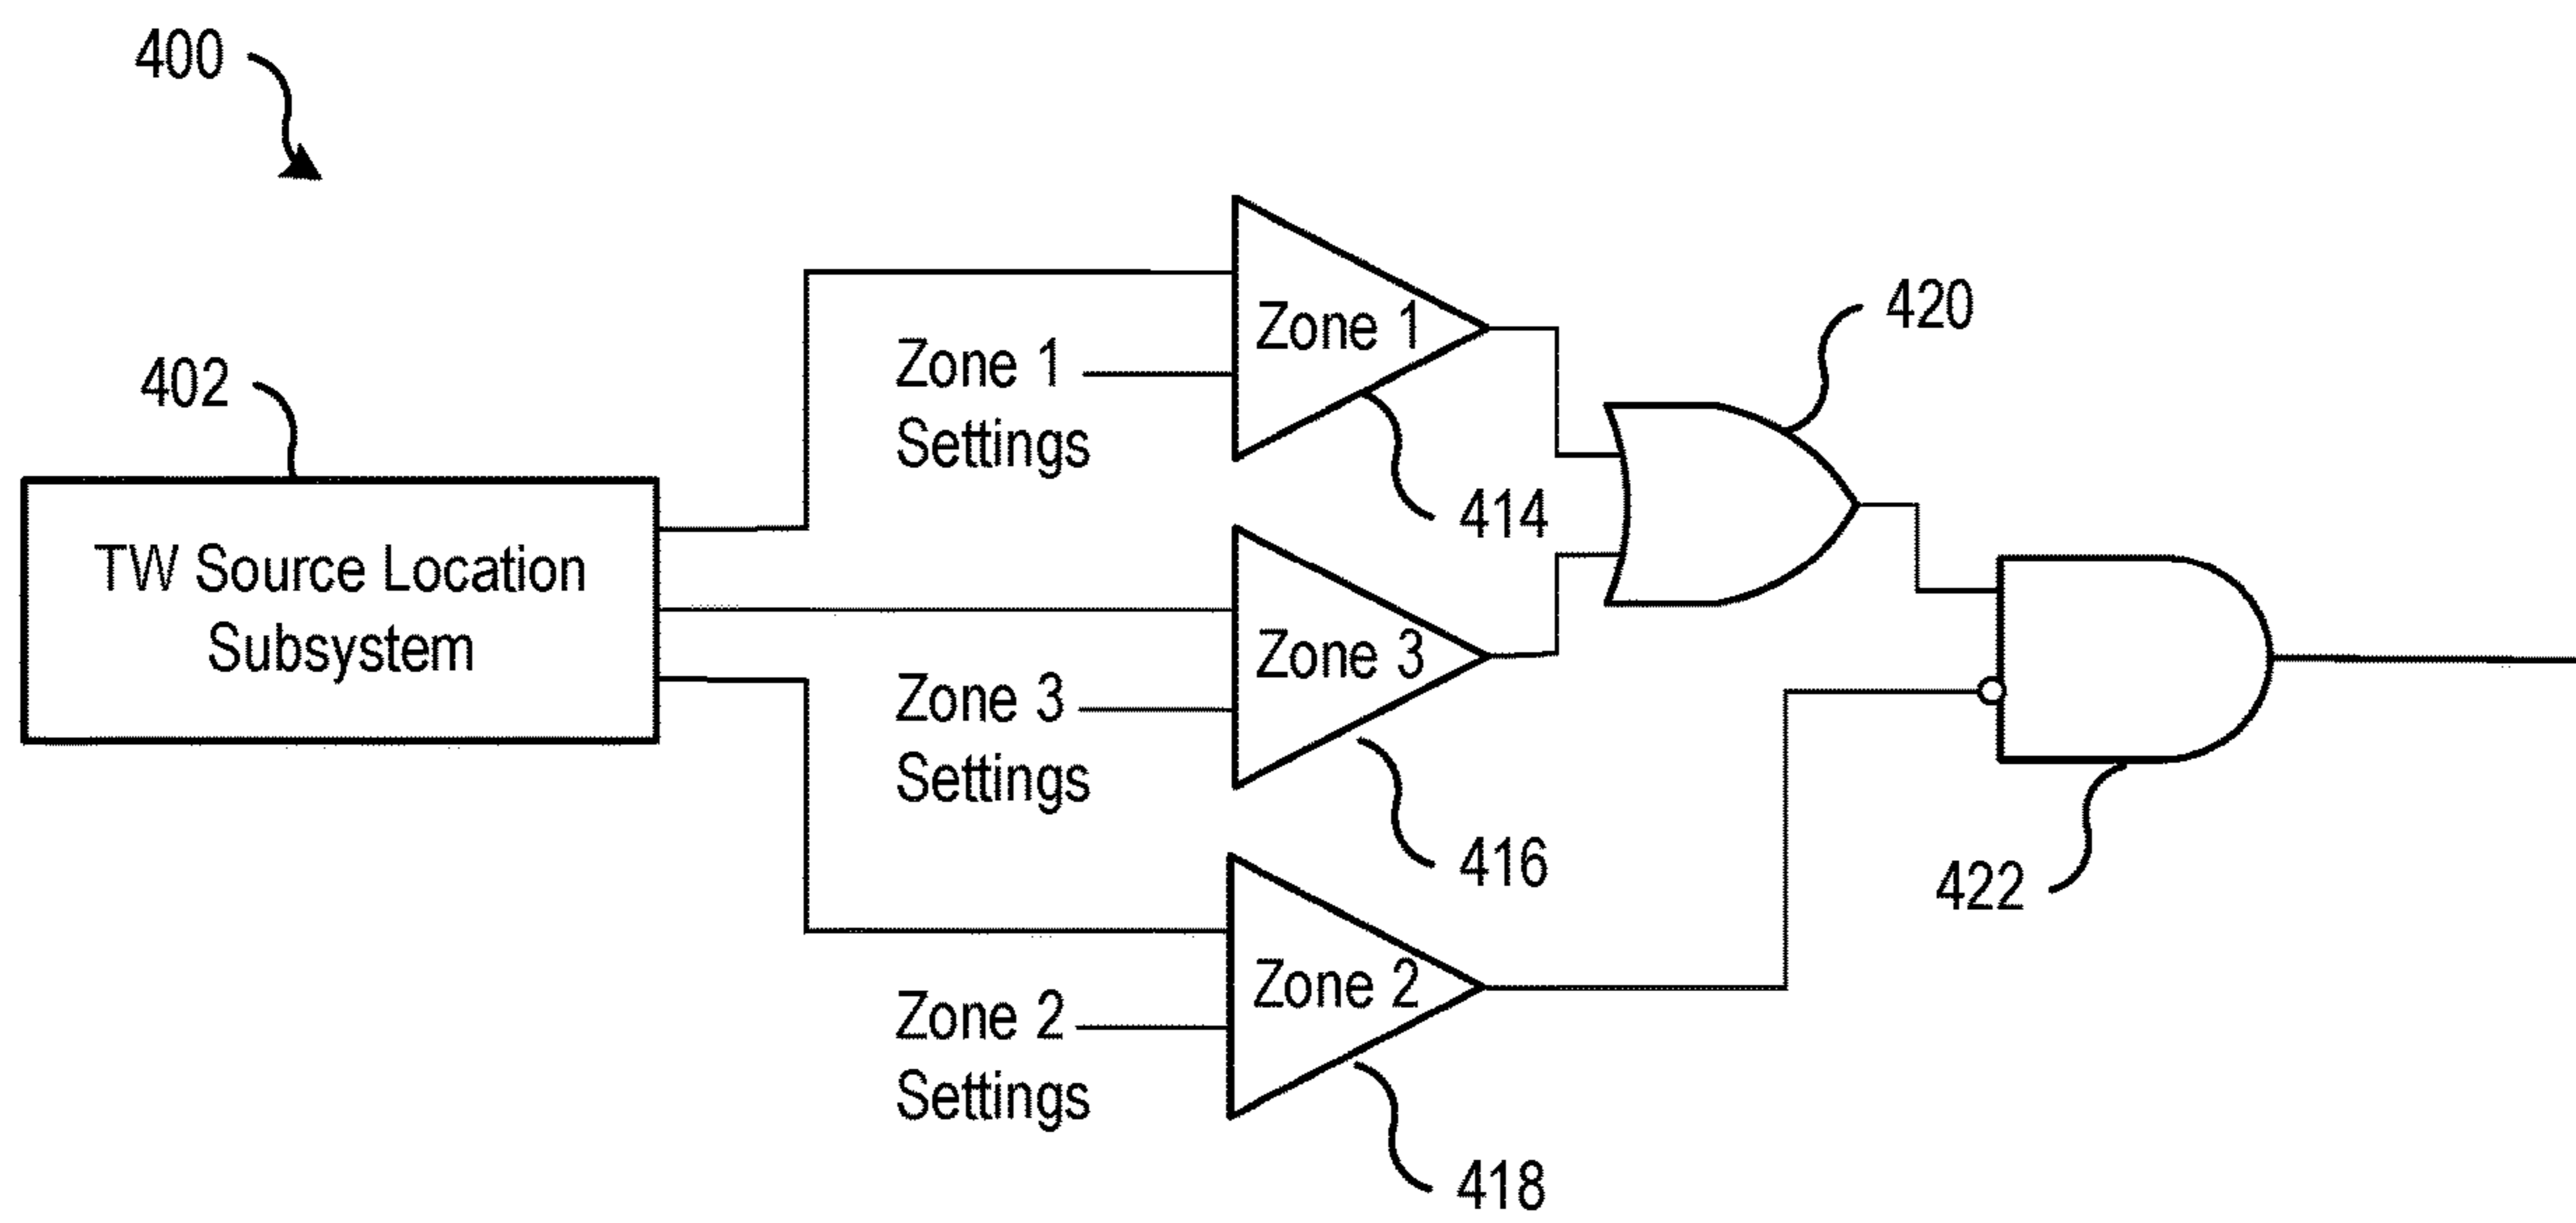 400
Zone 1
420
Zone 1
Settings
402
414
TW Source Location
Subsystem
Zone 3
Zone 3
Settings
416
422
Zone 2
Zone 2
Settings
418